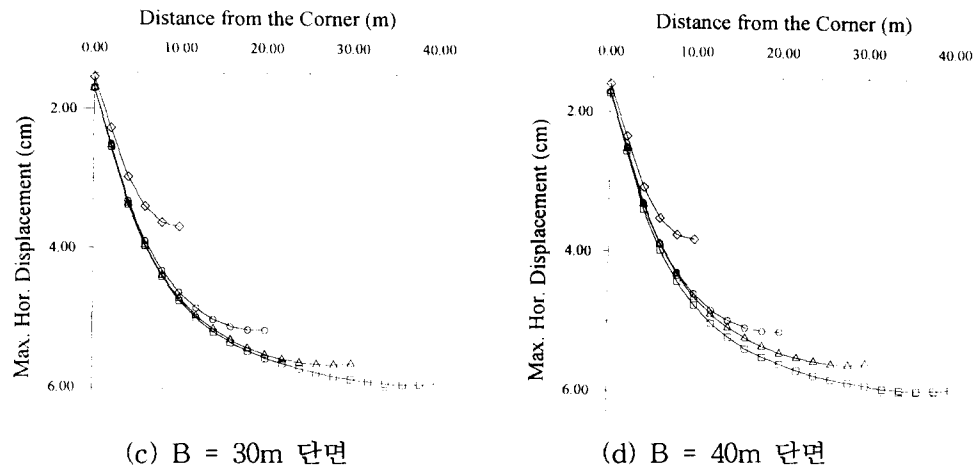 Distance from the Corner (m)
0.00 10.00 20.00 30.00 40.00
2.00
4.00
6.00
Max. Hor. Displacement (cm)
(c) B = 30m 단면
Distance from the Corner (m)
0.00 10.00 20.00 30.00 40.00
2.00
4.00
6.00
Max. Hor. Displacement (cm)
(d) B = 40m 단면